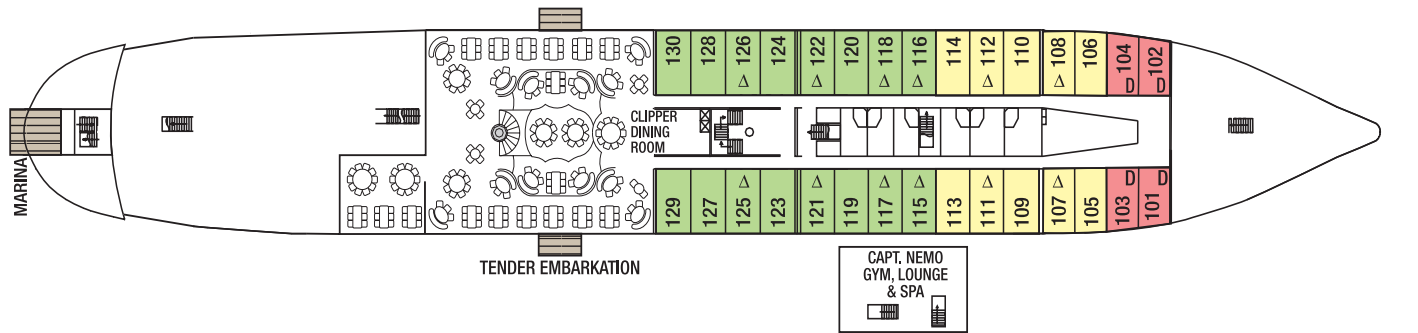 130
128
Δ 126
124
Δ 122
120
Δ 118
Δ 116
114
Δ 112
110
Δ 108
106
104 D
102 D
CLIPPER
DINING
ROOM
MARINA
129
127
125 Δ
123
121 Δ
119
117 Δ
115 Δ
113
111 Δ
109
107 Δ
105
103 D
101 D
TENDER EMBARKATION
CAPT. NEMO
GYM, LOUNGE
& SPA